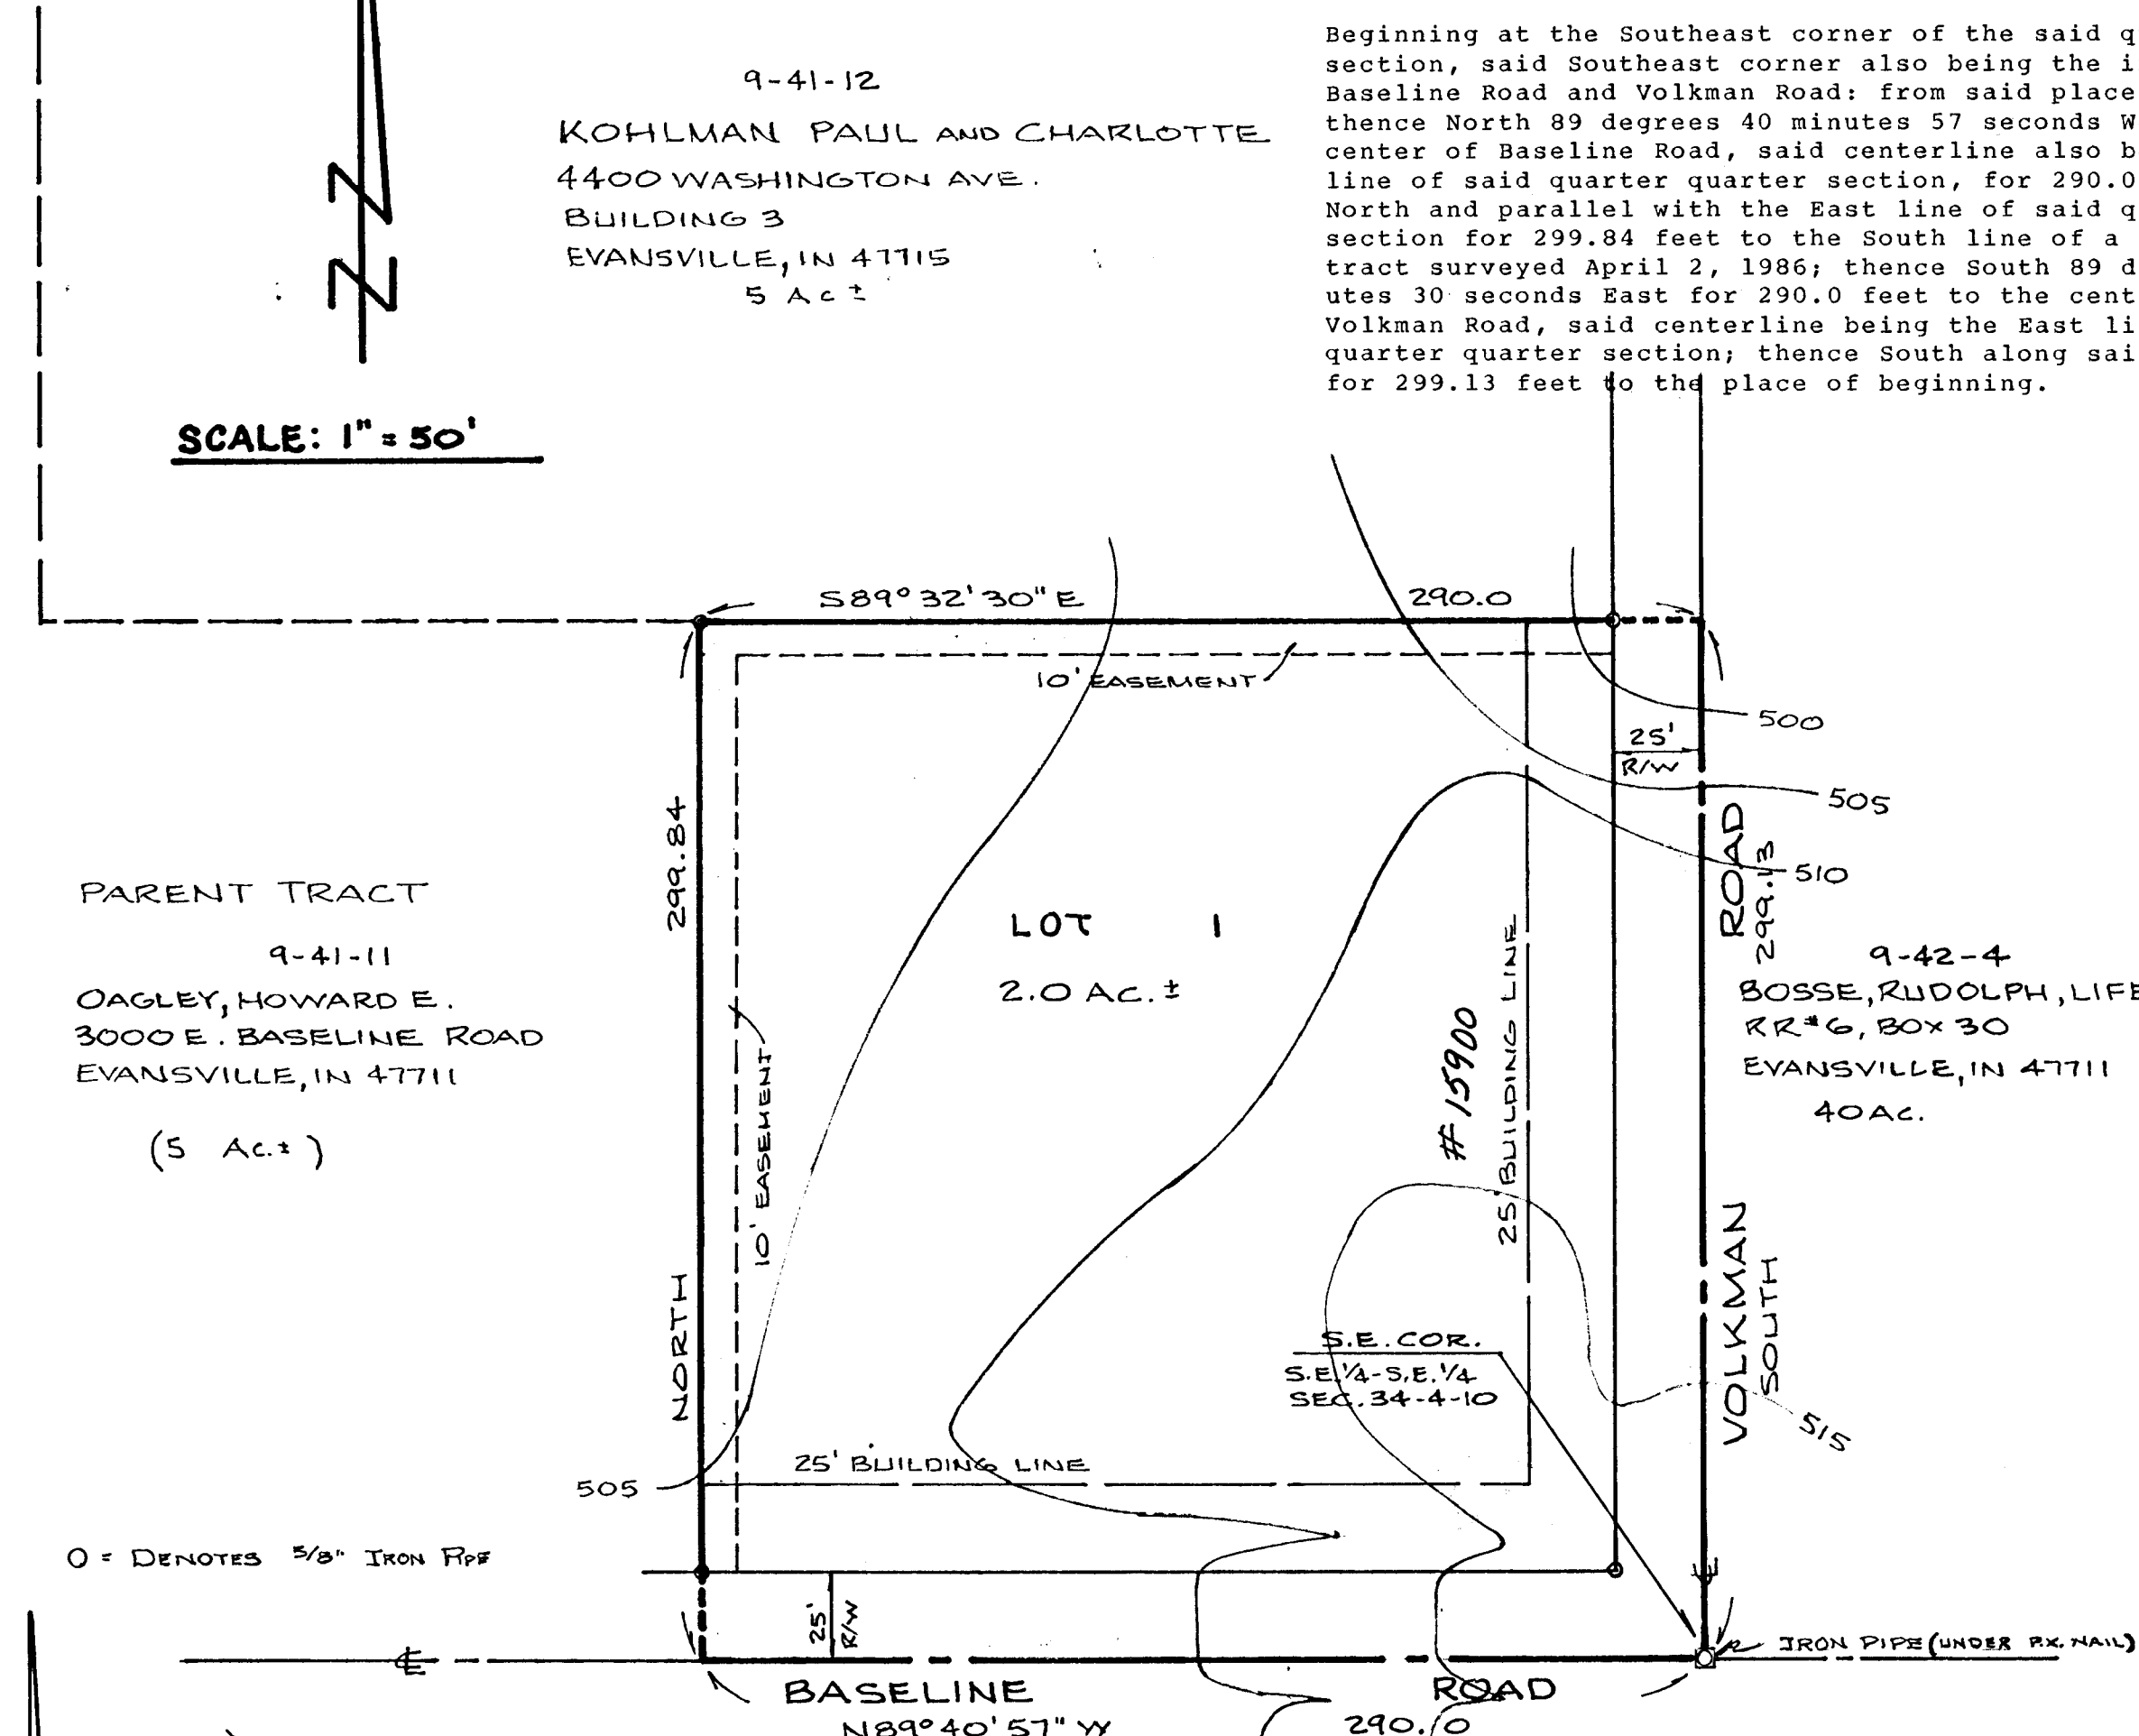 Beginning at the Southeast corner of the said q
section, said Southeast corner also being the i
Baseline Road and Volkman Road: from said place
thence North 89 degrees 40 minutes 57 seconds W
center of Baseline Road, said centerline also b
line of said quarter quarter section, for 290.0
North and parallel with the East line of said q
section for 299.84 feet to the South line of a
tract surveyed April 2, 1986; thence South 89 d
utes 30 seconds East for 290.0 feet to the cent
Volkman Road, said centerline being the East li
quarter quarter section; thence South along sai
for 299.13 feet to the place of beginning.
9-41-12
KOHLMAN PAUL AND CHARLOTTE
4400 WASHINGTON AVE.
BUILDING 3
EVANSVILLE, IN 47715
5 Ac ±
N
SCALE: 1" = 50'
S89° 32' 30" E 290.0
10' EASEMENT
500
25'
R/W
505
510
299.84
NORTH
10' EASEMENT
LOT 1
2.0 AC. ±
# 15900
25' BUILDING LINE
ROAD
299.13
VOLKMAN
SOUTH
PARENT TRACT
9-41-11
OAGLEY, HOWARD E.
3000 E. BASELINE ROAD
EVANSVILLE, IN 47711
(5 Ac. ±)
9-42-4
BOSSE, RUDOLPH, LIFE
RR#6, BOX 30
EVANSVILLE, IN 47711
40 AC.
S.E. COR.
S.E. 1/4 - S.E. 1/4
SEC. 34-4-10
515
25' BUILDING LINE
505
O = DENOTES 5/8" IRON PIPE
25'
R/W
IRON PIPE (UNDER P.K. NAIL)
BASELINE ROAD
N89° 40' 57" W 290.0